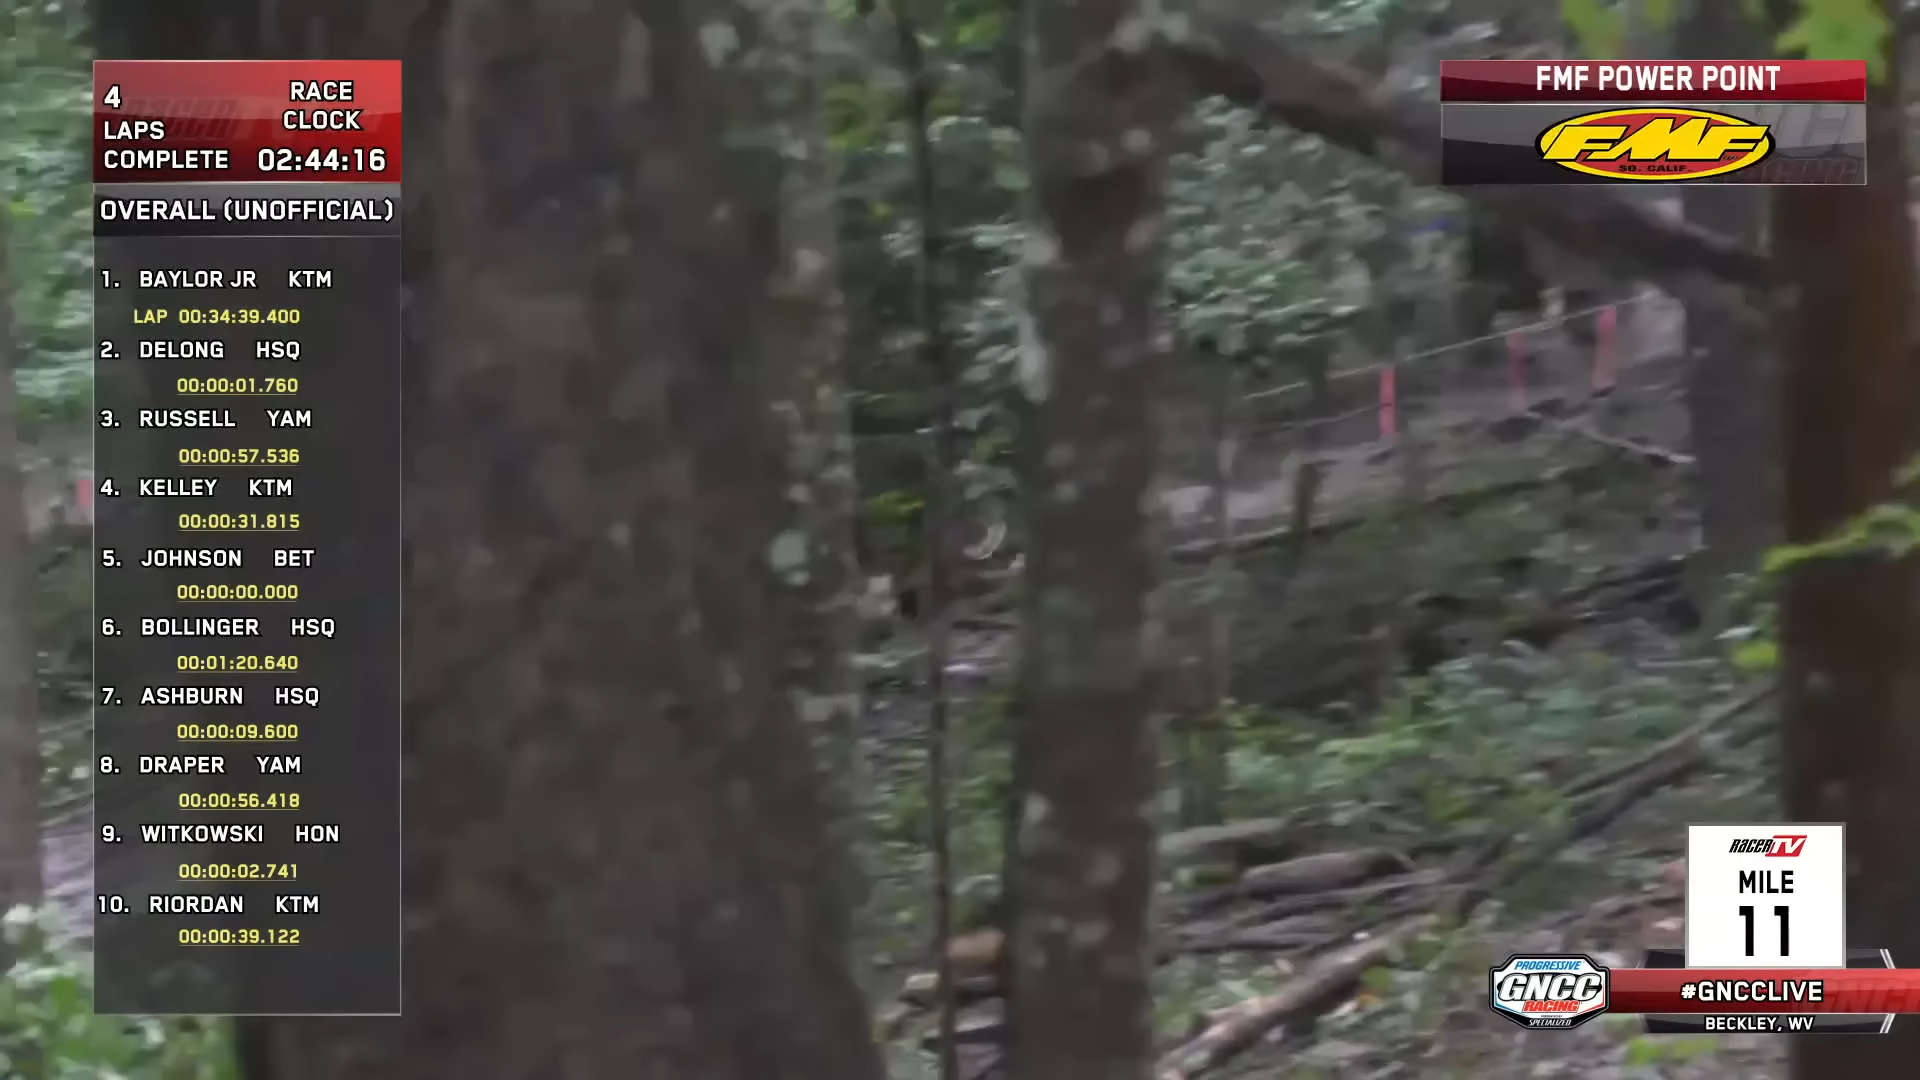 4
LAPS
COMPLETE
RACE
CLOCK
02:44:16
OVERALL (UNOFFICIAL)
1. BAYLOR JR KTM
LAP 00:34:39.400
2. DELONG HSQ
00:00:01.760
3. RUSSELL YAM
00:00:57.536
4. KELLEY KTM
00:00:31.815
5. JOHNSON BET
00:00:00.000
6. BOLLINGER HSQ
00:01:20.640
7. ASHBURN HSQ
00:00:09.600
8. DRAPER YAM
00:00:56.418
9. WITKOWSKI HON
00:00:02.741
10. RIORDAN KTM
00:00:39.122
FMF POWER POINT
FMF
SO. CALIF.
RACER TV
MILE
11
PROGRESSIVE
GNCC
RACING
SPECIALIZED
#GNCCLIVE
BECKLEY, WV